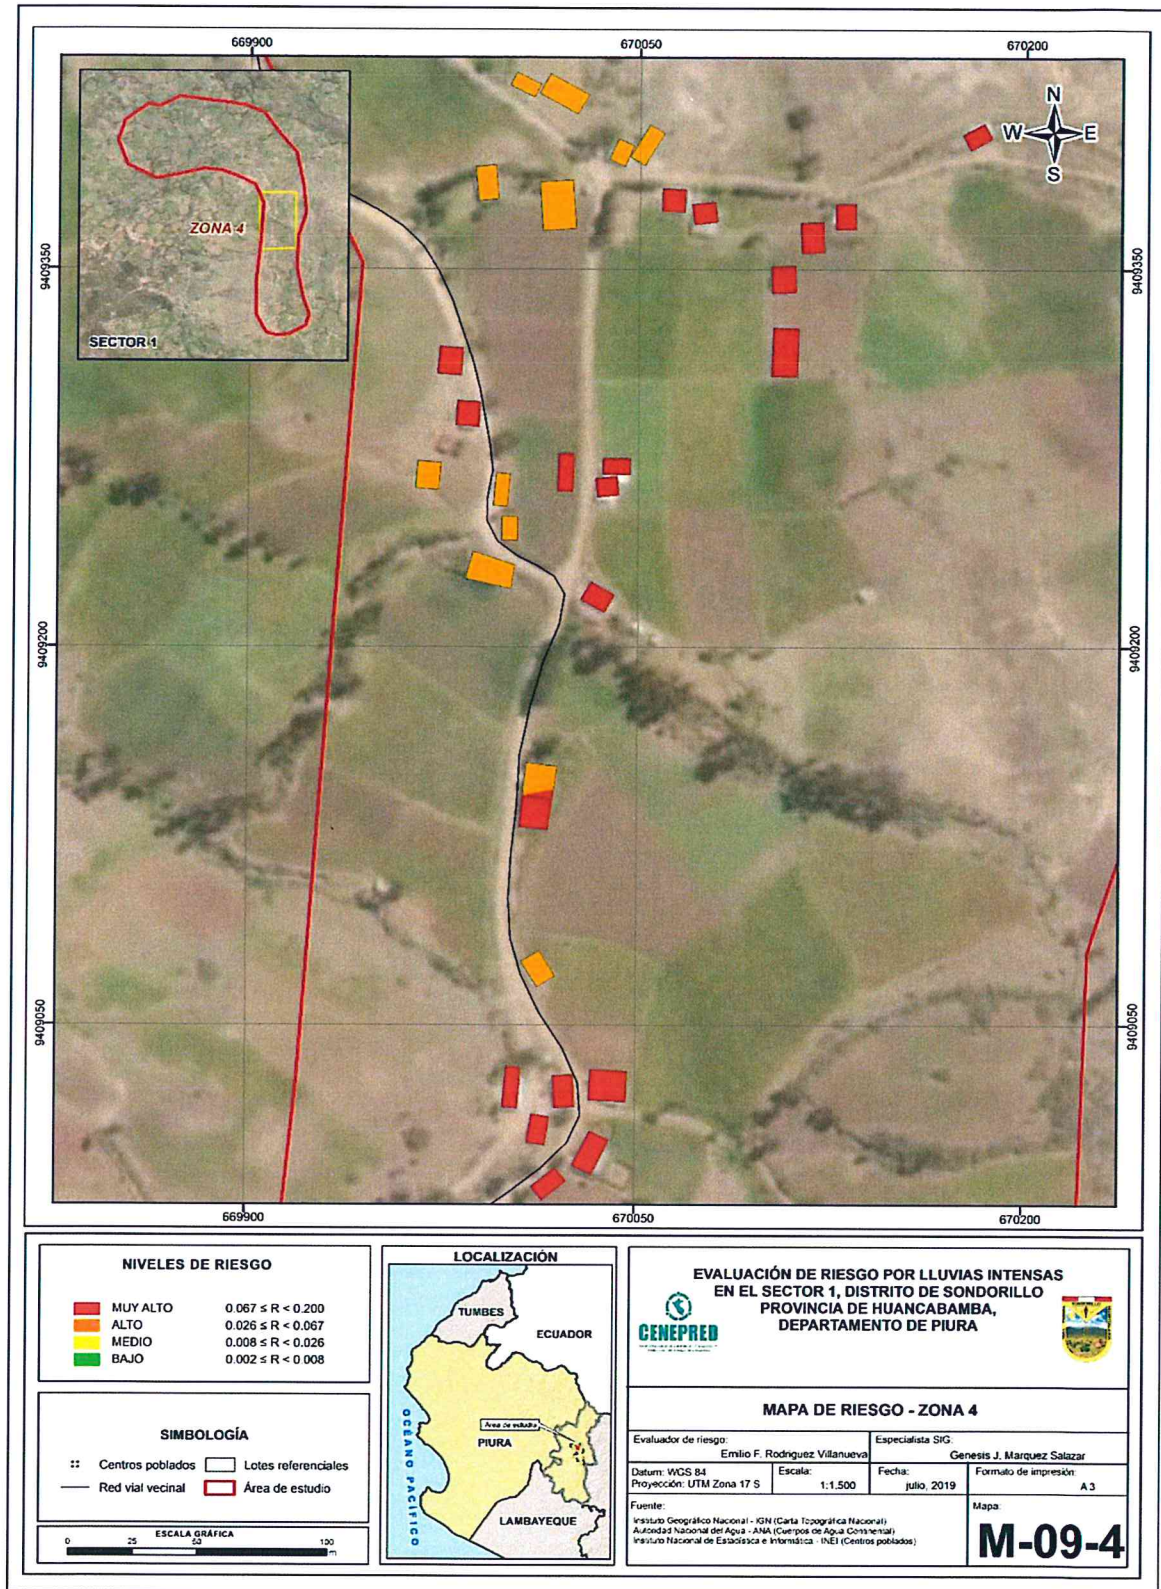 669900
670050
670200
N
W
E
S
ZONA 4
SECTOR 1
9409350
9409350
9409200
9409200
9409050
9409050
669900
670050
670200
NIVELES DE RIESGO
MUY ALTO 0.067 ≤ R < 0.200
ALTO 0.026 ≤ R < 0.067
MEDIO 0.008 ≤ R < 0.026
BAJO 0.002 ≤ R < 0.008
SIMBOLOGÍA
Centros poblados
Lotes referenciales
Red vial vecinal
Área de estudio
ESCALA GRÁFICA
0 25 50 100
m
LOCALIZACIÓN
TUMBES
ECUADOR
Área de estudio
PIURA
OCÉANO PACÍFICO
LAMBAYEQUE
EVALUACIÓN DE RIESGO POR LLUVIAS INTENSAS
EN EL SECTOR 1, DISTRITO DE SONDORILLO
PROVINCIA DE HUANCABAMBA,
DEPARTAMENTO DE PIURA
CENEPRED
MAPA DE RIESGO - ZONA 4
Evaluador de riesgo:
Emilio F. Rodriguez Villanueva
Especialista SIG:
Genesis J. Marquez Salazar
Datum: WGS 84
Proyección: UTM Zona 17 S
Escala:
1:1,500
Fecha:
julio, 2019
Formato de impresión:
A 3
Fuente:
Instituto Geográfico Nacional - IGN (Carta Topográfica Nacional)
Autoridad Nacional del Agua - ANA (Cuerpos de Agua Continental)
Instituto Nacional de Estadística e Informática - INEI (Centros poblados)
Mapa:
M-09-4